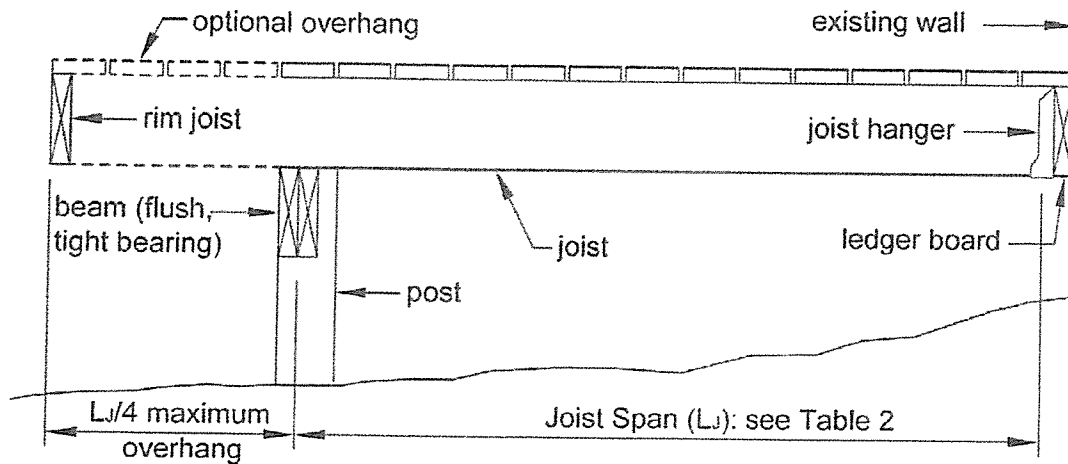 optional overhang
existing wall
rim joist
joist hanger
beam (flush,
tight bearing)
joist
ledger board
post
LJ/4 maximum
overhang
Joist Span (LJ): see Table 2